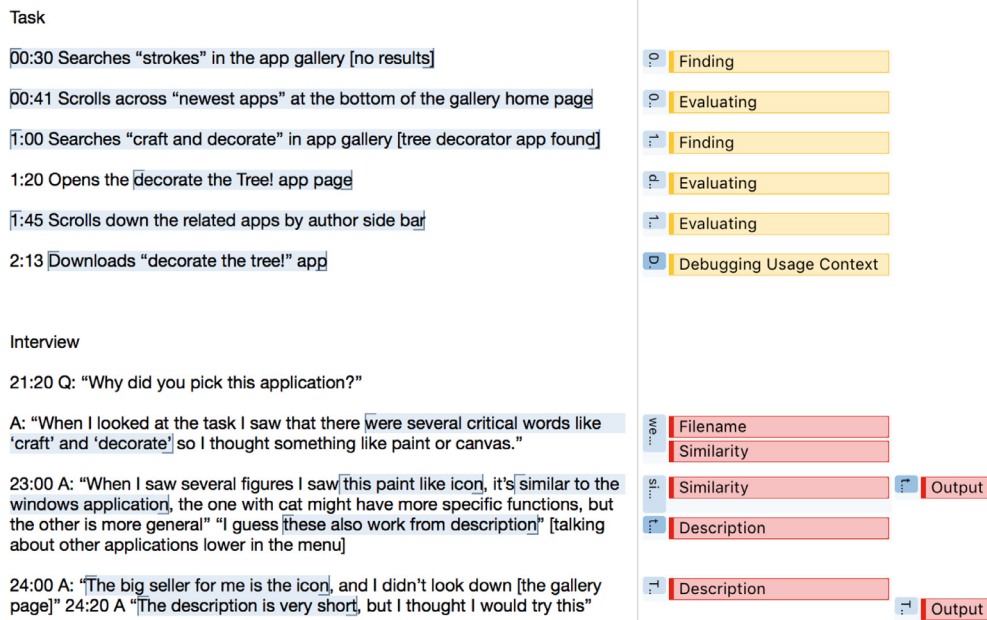 Task
00:30 Searches “strokes” in the app gallery [no results]
0..
Finding
00:41 Scrolls across “newest apps” at the bottom of the gallery home page
0..
Evaluating
1:00 Searches “craft and decorate” in app gallery [tree decorator app found]
1..
Finding
1:20 Opens the decorate the Tree! app page
d..
Evaluating
1:45 Scrolls down the related apps by author side bar
1..
Evaluating
2:13 Downloads “decorate the tree!” app
D.
Debugging Usage Context
Interview
21:20 Q: “Why did you pick this application?”
A: “When I looked at the task I saw that there were several critical words like
‘craft’ and ‘decorate’ so I thought something like paint or canvas.”
we...
Filename
Similarity
23:00 A: “When I saw several figures I saw this paint like icon, it’s similar to the
windows application, the one with cat might have more specific functions, but
the other is more general” “I guess these also work from description” [talking
about other applications lower in the menu]
si...
Similarity
t..
Output
t..
Description
24:00 A: “The big seller for me is the icon, and I didn’t look down [the gallery
page]” 24:20 A “The description is very short, but I thought I would try this”
T..
Description
T..
Output